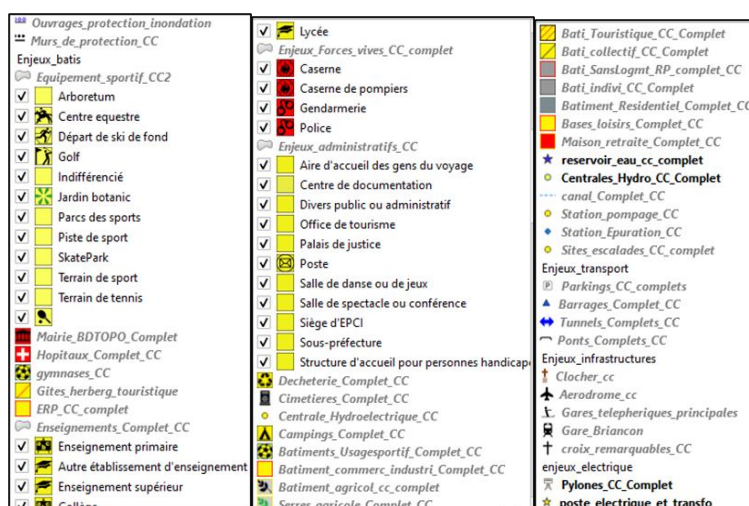 Ouvrages_protection_inondation
Murs_de_protection_CC
Enjeux_batis
Equipement_sportif_CC2
Arboretum
Centre equestre
Départ de ski de fond
Golf
Indifférencié
Jardin botanic
Parcs des sports
Piste de sport
SkatePark
Terrain de sport
Terrain de tennis
Mairie_BDTOPO_Complet
Hopitaux_Complet_CC
gymnases_CC
Gites_herberg_touristique
ERP_CC_complet
Enseignements_Complet_CC
Enseignement primaire
Autre établissement d'enseignement
Enseignement supérieur
Collège
Lycée
Enjeux_Forces_vives_CC_complet
Caserne
Caserne de pompiers
Gendarmerie
Police
Enjeux_administratifs_CC
Aire d'accueil des gens du voyage
Centre de documentation
Divers public ou administratif
Office de tourisme
Palais de justice
Poste
Salle de danse ou de jeux
Salle de spectacle ou conférence
Siège d'EPCI
Sous-préfecture
Structure d'accueil pour personnes handicape
Decheterie_Complet_CC
Cimetieres_Complet_CC
Centrale_Hydroelectrique_CC
Campings_Complet_CC
Batiments_Usagesportif_Complet_CC
Batiment_commerc_industri_Complet_CC
Batiment_agricol_cc_complet
Serres_agricole_Complet_CC
Bati_Touristique_CC_Complet
Bati_collectif_CC_Complet
Bati_SansLogmt_RP_complet_CC
Bati_indivi_CC_Complet
Batiment_Residentiel_Complet_CC
Bases_loisirs_Complet_CC
Maison_retraite_Complet_CC
reservoir_eau_cc_complet
Centrales_Hydro_CC_Complet
canal_Complet_CC
Station_pompage_CC
Station_Epuration_CC
Sites_escalades_CC_complet
Enjeux_transport
P Parkings_CC_complets
Barrages_Complet_CC
Tunnels_Complets_CC
Ponts_Complets_CC
Enjeux_infrastructures
Clocher_cc
Aerodrome_cc
Gares_telepheriques_principales
Gare_Briancon
croix_remarquables_CC
enjeux_electrique
Pylones_CC_Complet
poste_electrique_et_transfo